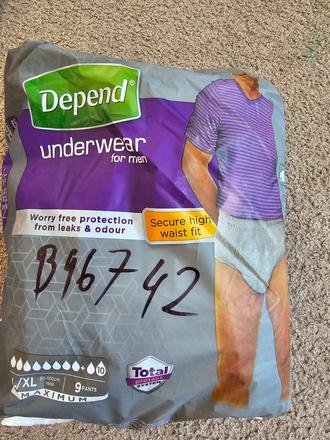 Depend®
underwear
for men
Worry free protection
from leaks & odour
Secure high
waist fit
B967 42
L/XL
9 PANTS
10
MAXIMUM
Total
SYSTEM